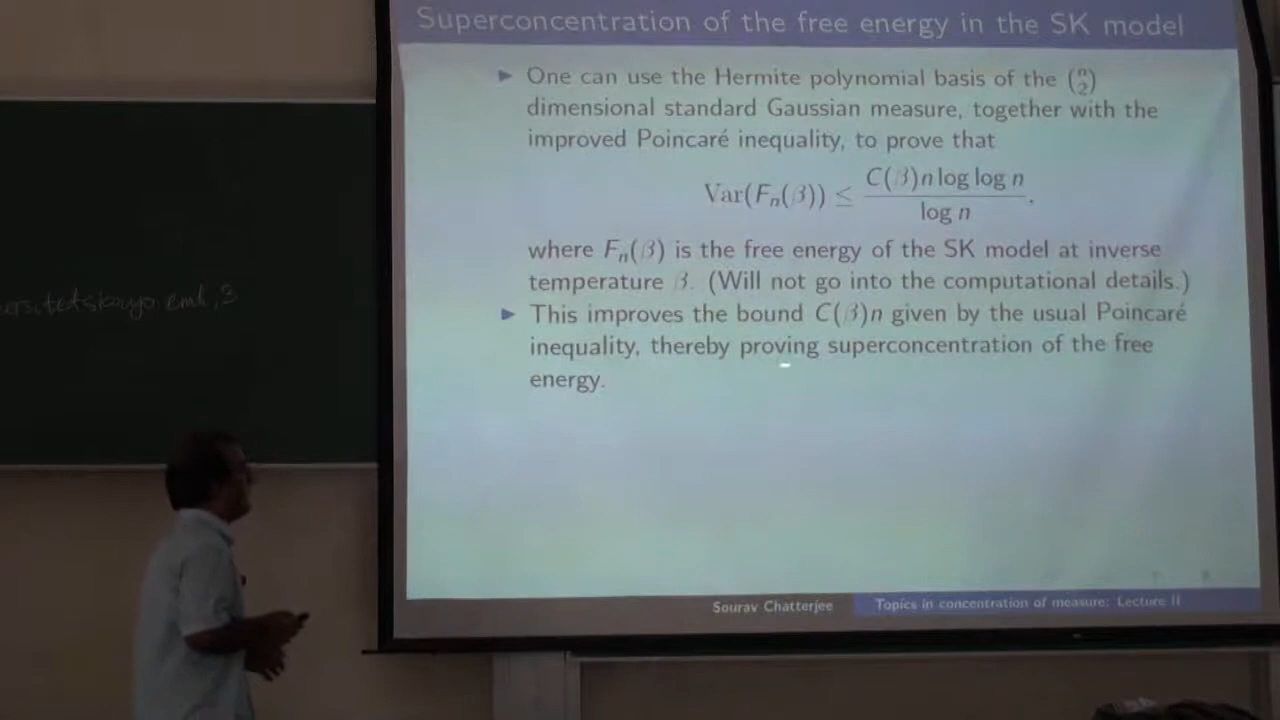 Superconcentration of the free energy in the SK model
▶ One can use the Hermite polynomial basis of the (n 2)
dimensional standard Gaussian measure, together with the
improved Poincaré inequality, to prove that
Var(Fₙ(β)) ≤ C(β)n log log n / log n,
where Fₙ(β) is the free energy of the SK model at inverse
temperature β. (Will not go into the computational details.)
▶ This improves the bound C(β)n given by the usual Poincaré
inequality, thereby proving superconcentration of the free
energy.
Sourav Chatterjee Topics in concentration of measure: Lecture II